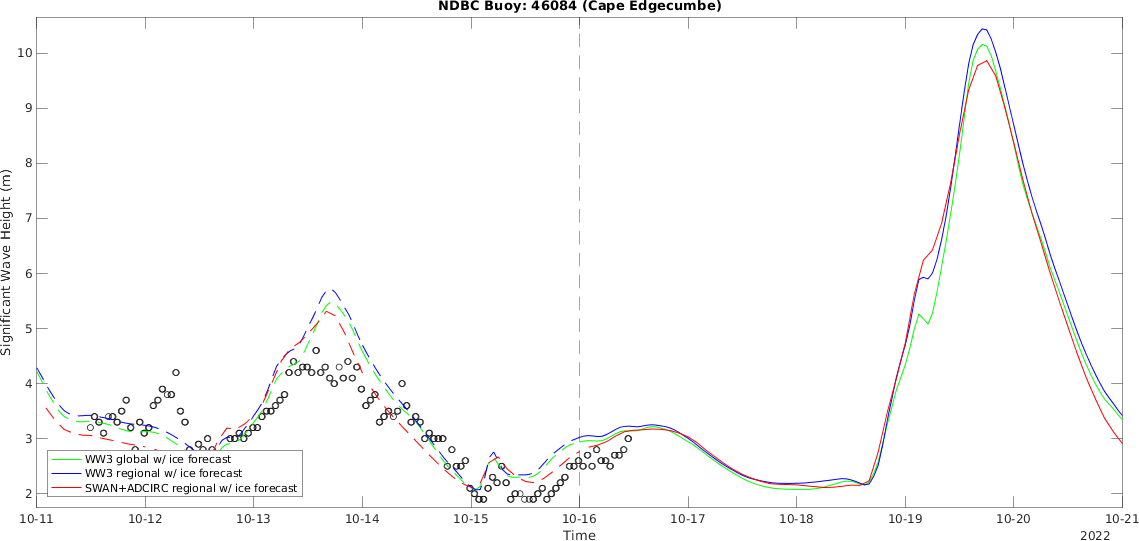 NDBC Buoy: 46084 (Cape Edgecumbe)
Significant Wave Height (m)
10
9
8
7
6
5
4
3
2
WW3 global w/ ice forecast
WW3 regional w/ ice forecast
SWAN+ADCIRC regional w/ ice forecast
10-11 10-12 10-13 10-14 10-15 10-16 10-17 10-18 10-19 10-20 10-21
Time
2022